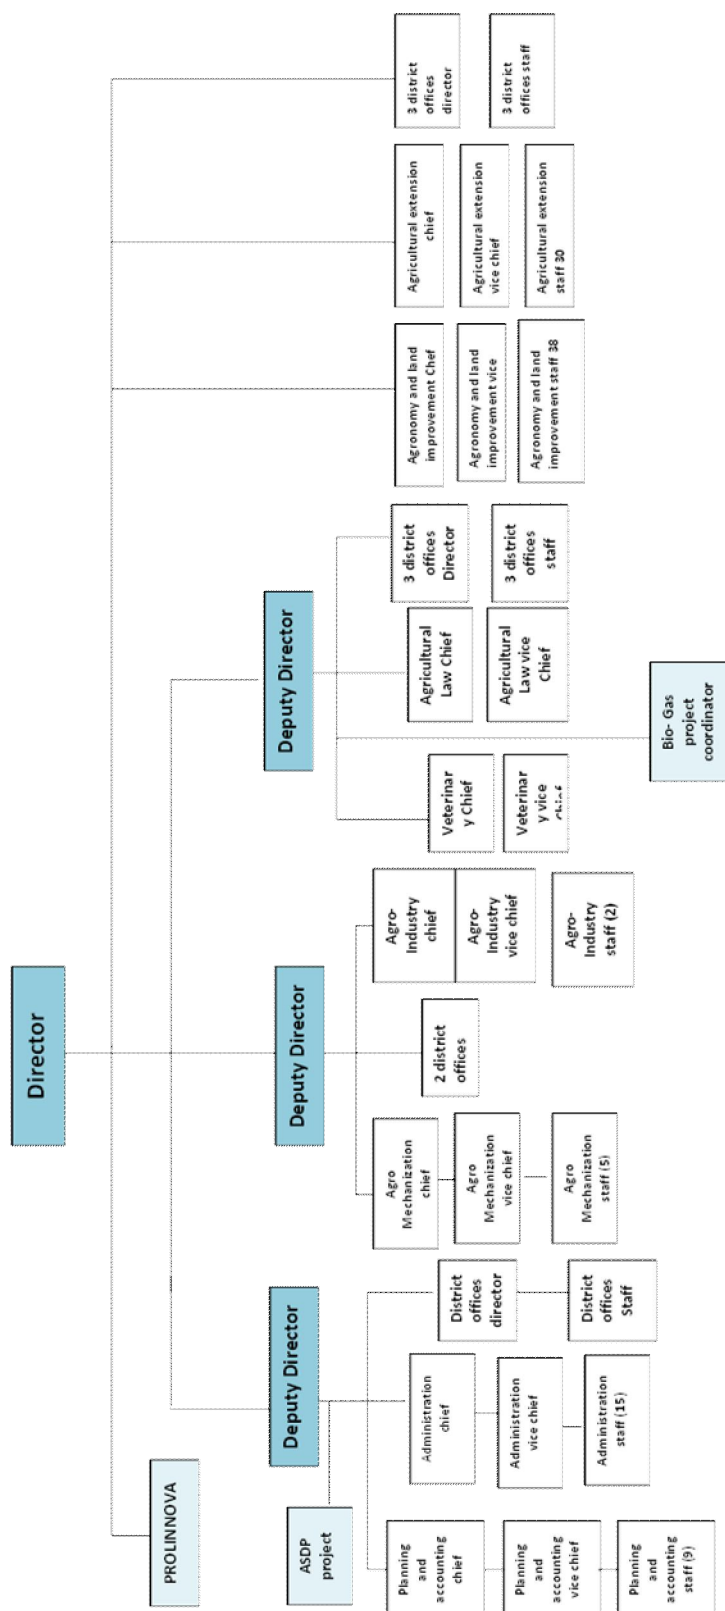 Director
PROLINNOVA
Deputy Director
Deputy Director
Deputy Director
ASDP
project
Planning
and
accounting
chief
Planning
and
accounting
vice chief
Planning
and
accounting
staff (9)
Administration
chief
Administration
vice chief
Administration
staff (15)
District
offices
director
District
offices
Staff
Agro
Mechanization
chief
Agro
Mechanization
vice chief
Agro
Mechanization
staff (5)
2 district
offices
Agro-
Industry
chief
Agro-
Industry
vice chief
Agro-
Industry
staff (2)
Veterinar
y Chief
Veterinar
y vice
Chief
Bio- Gas
project
coordinator
Agricultural
Law Chief
Agricultural
Law vice
Chief
3 district
offices
Director
3 district
offices
staff
Agronomy and land
improvement Chef
Agronomy and land
improvement vice
Agronomy and land
improvement staff 38
Agricultural extension
chief
Agricultural extension
vice chief
Agricultural extension
staff 30
3 district
offices
director
3 district
offices staff